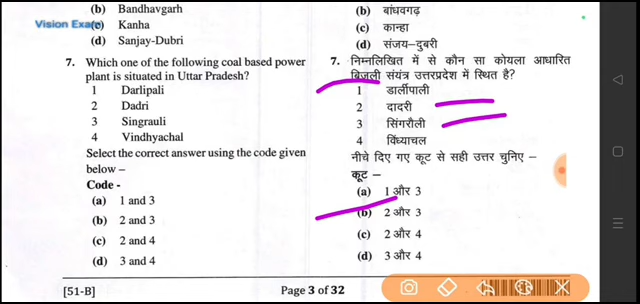 (b) Bandhavgarh
Vision Exam
(c) Kanha
(d) Sanjay-Dubri
7. Which one of the following coal based power
plant is situated in Uttar Pradesh?
1 Darlipali
2 Dadri
3 Singrauli
4 Vindhyachal
Select the correct answer using the code given
below –
Code -
(a) 1 and 3
(b) 2 and 3
(c) 2 and 4
(d) 3 and 4
(b) बांधवगढ़
(c) कान्हा
(d) संजय–दुबरी
7. निम्नलिखित में से कौन सा कोयला आधारित
बिजली संयंत्र उत्तरप्रदेश में स्थित है?
1 डार्लीपाली
2 दादरी
3 सिंगरौली
4 विंध्याचल
नीचे दिए गए कूट से सही उत्तर चुनिए –
कूट –
(a) 1 और 3
(b) 2 और 3
(c) 2 और 4
(d) 3 और 4
[51-B] Page 3 of 32